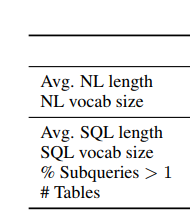 Avg. NL length
NL vocab size
Avg. SQL length
SQL vocab size
% Subqueries > 1
# Tables